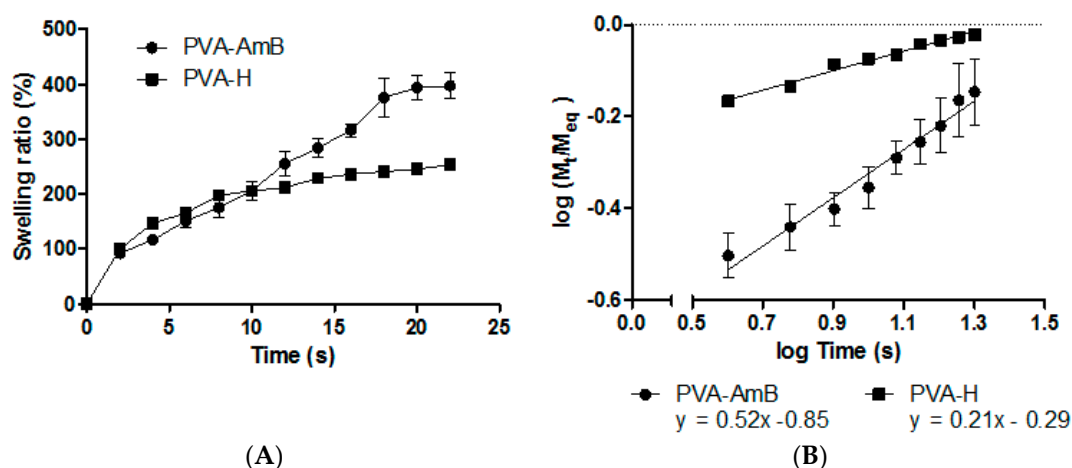 500
400
300
200
100
0
Swelling ratio (%)
PVA-AmB
PVA-H
0 5 10 15 20 25
Time (s)
(A)
0.0
-0.2
-0.4
-0.6
log (Mt/Meq)
0.0 0.5 0.7 0.9 1.1 1.3 1.5
log Time (s)
PVA-AmB
y = 0.52x -0.85
PVA-H
y = 0.21x - 0.29
(B)